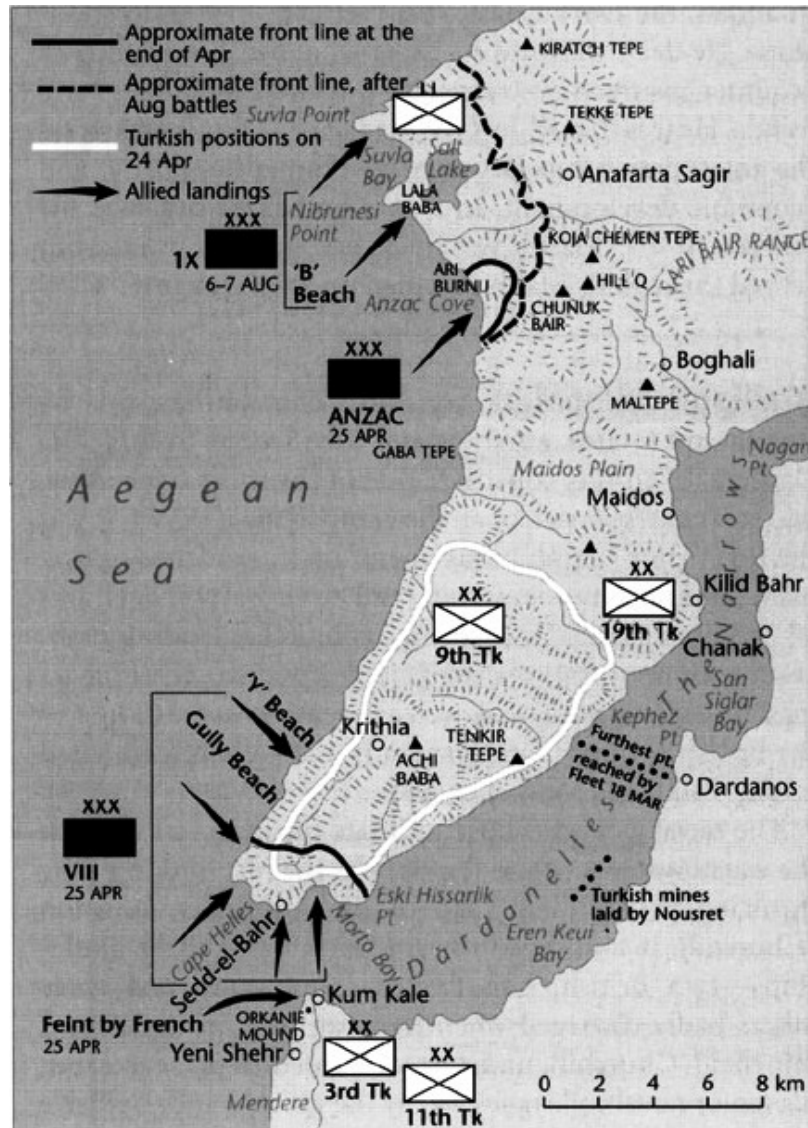 Approximate front line at the
end of Apr
Approximate front line, after
Aug battles
Turkish positions on
24 Apr
Allied landings
KIRATCH TEPE
TEKKE TEPE
Suvla Point
Suvla
Bay
Salt
Lake
Anafarta Sagir
LALA
BABA
Nibrunesi
Point
XXX
1X
6–7 AUG
'B'
Beach
KOJA CHEMEN TEPE
SARI BAIR RANGE
ARI
BURNU
HILL Q
Anzac Cove
CHUNUK
BAIR
XXX
ANZAC
25 APR
GABA TEPE
Boghali
MALTEPE
Nagara
Pt
Maidos Plain
Maidos
Aegean
Sea
The Narrows
XX
9th Tk
XX
19th Tk
Kilid Bahr
Chanak
San
Siglar
Bay
Kephez
Pt
'Y' Beach
Gully Beach
Krithia
ACHI
BABA
TENKIR
TEPE
Furthest pt.
reached by
Fleet 18 MAR
Dardanos
XXX
VIII
25 APR
Turkish mines
laid by Nousret
Dardanelles
Eski Hissarlik
Pt
Cape Helles
Sedd-el-Bahr
Morto Bay
Eren Keui
Bay
Feint by French
25 APR
Kum Kale
ORKANIE
MOUND
Yeni Shehr
XX
3rd Tk
XX
11th Tk
Mendere
0 2 4 6 8 km